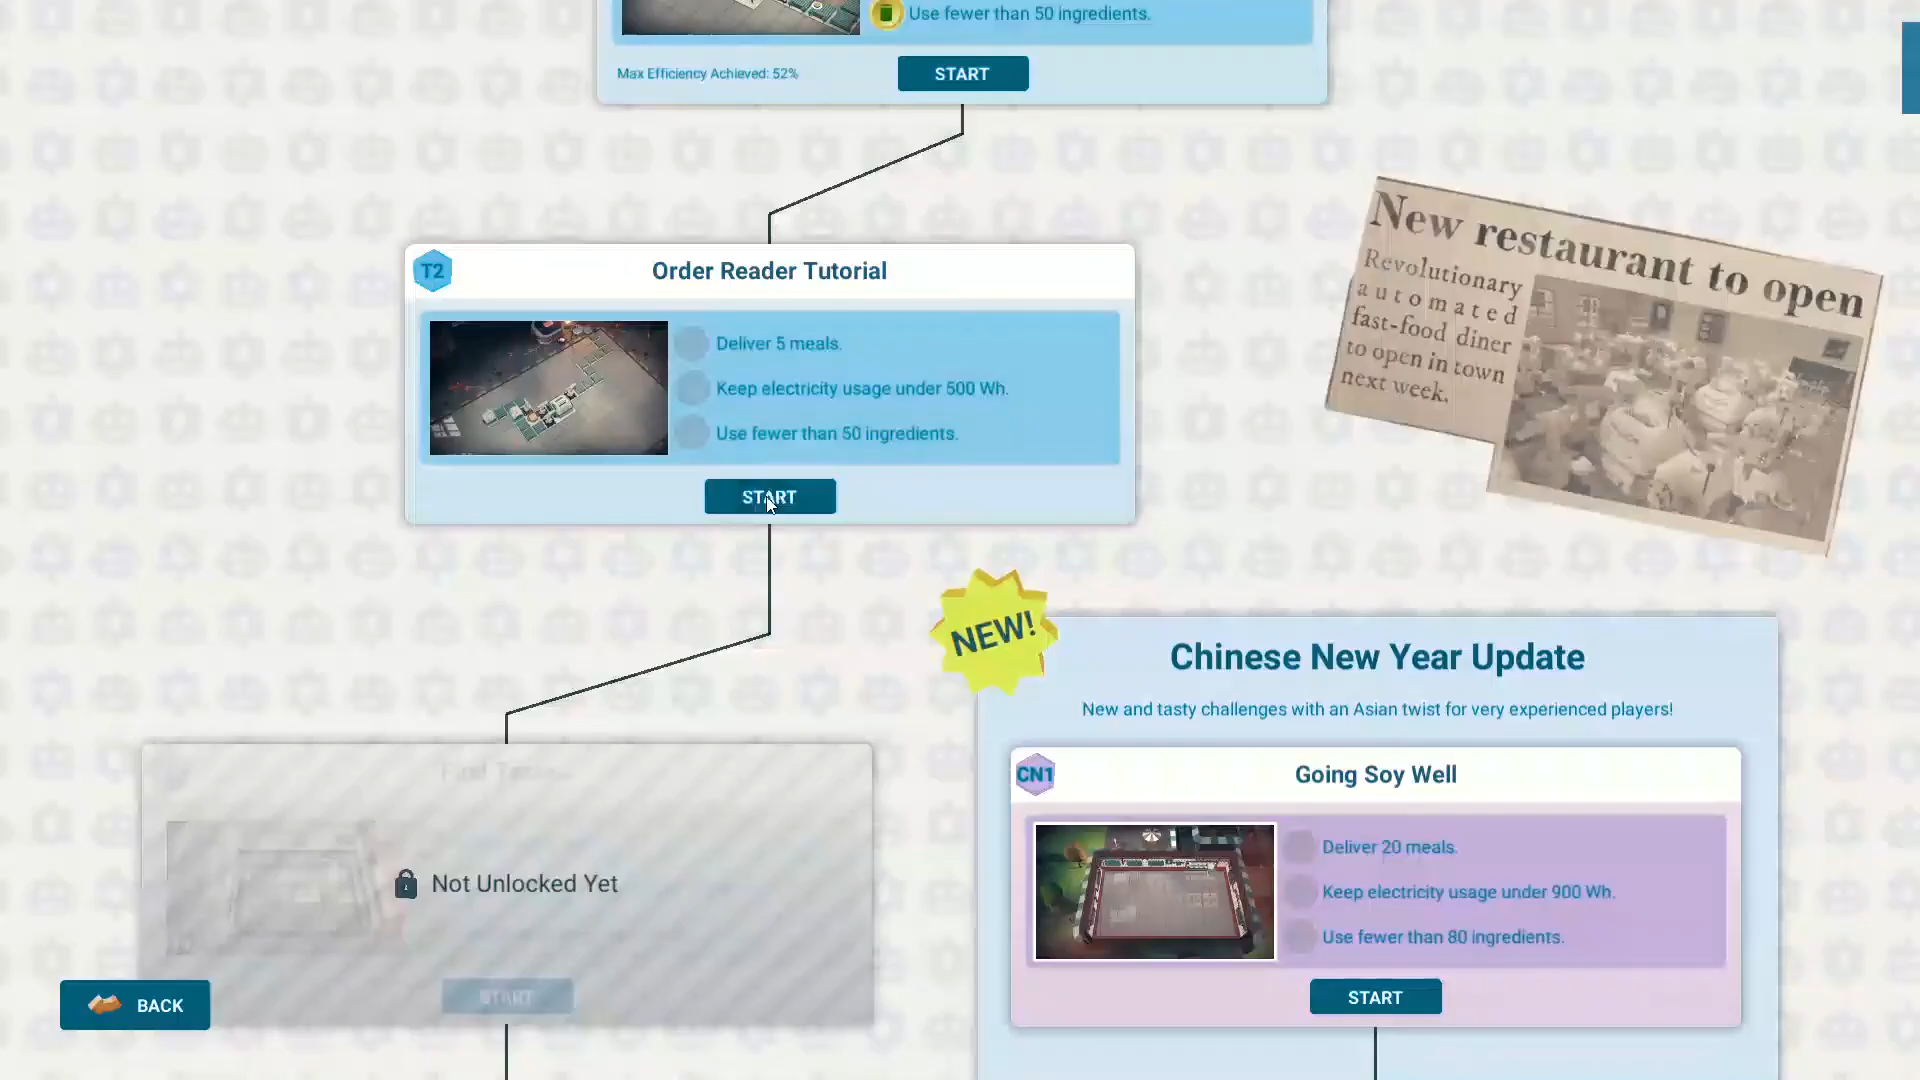 Use fewer than 50 ingredients.
Max Efficiency Achieved: 52%
START
T2
Order Reader Tutorial
Deliver 5 meals.
Keep electricity usage under 500 Wh.
Use fewer than 50 ingredients.
START
New restaurant to open
Revolutionary
automated
fast-food diner
to open in town
next week.
NEW!
Chinese New Year Update
New and tasty challenges with an Asian twist for very experienced players!
CN1
Going Soy Well
Deliver 20 meals.
Keep electricity usage under 900 Wh.
Use fewer than 80 ingredients.
START
Not Unlocked Yet
START
BACK